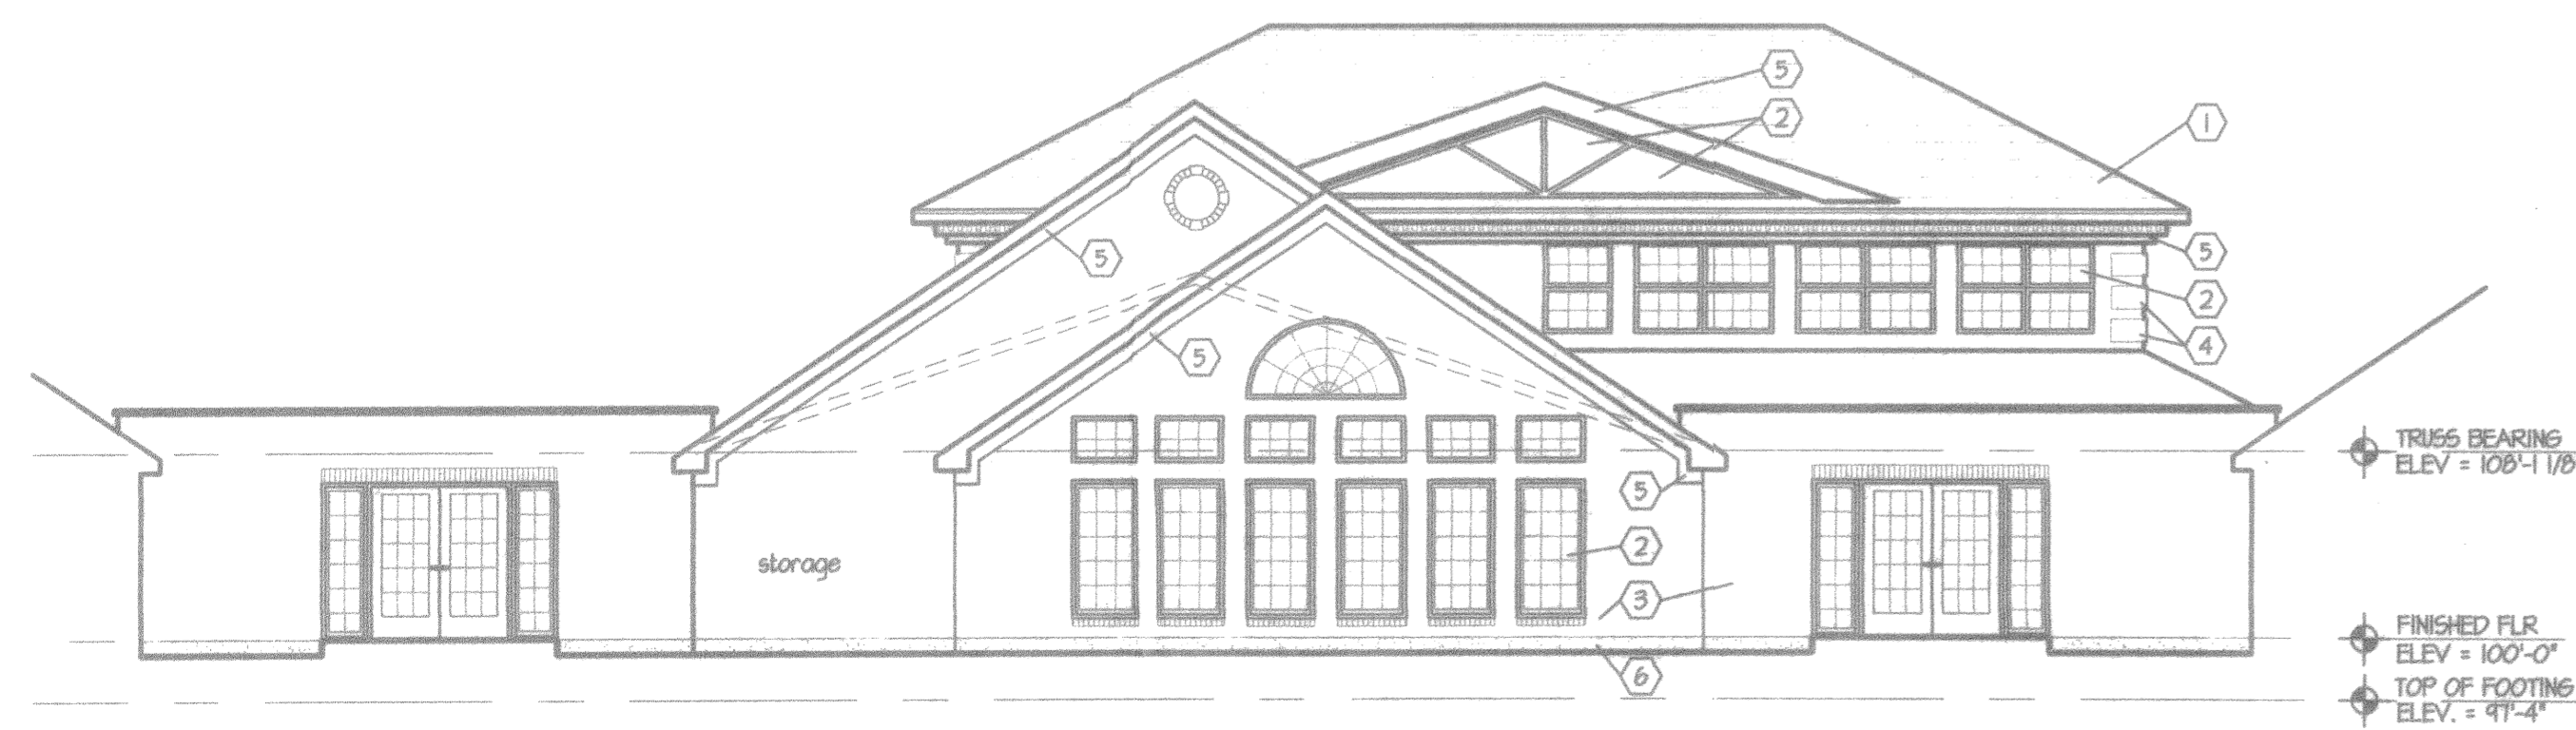 5
2
1
5
5
2
4
5
TRUSS BEARING
ELEV = 108'-1 1/8
5
2
storage
3
FINISHED FLR
ELEV = 100'-0"
6
TOP OF FOOTING
ELEV. = 97'-4"